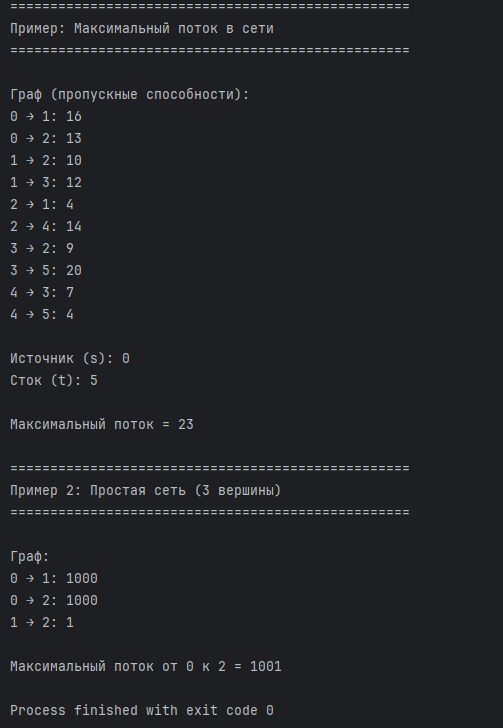 ==================================================
Пример: Максимальный поток в сети
==================================================
Граф (пропускные способности):
0 → 1: 16
0 → 2: 13
1 → 2: 10
1 → 3: 12
2 → 1: 4
2 → 4: 14
3 → 2: 9
3 → 5: 20
4 → 3: 7
4 → 5: 4
Источник (s): 0
Сток (t): 5
Максимальный поток = 23
==================================================
Пример 2: Простая сеть (3 вершины)
==================================================
Граф:
0 → 1: 1000
0 → 2: 1000
1 → 2: 1
Максимальный поток от 0 к 2 = 1001
Process finished with exit code 0